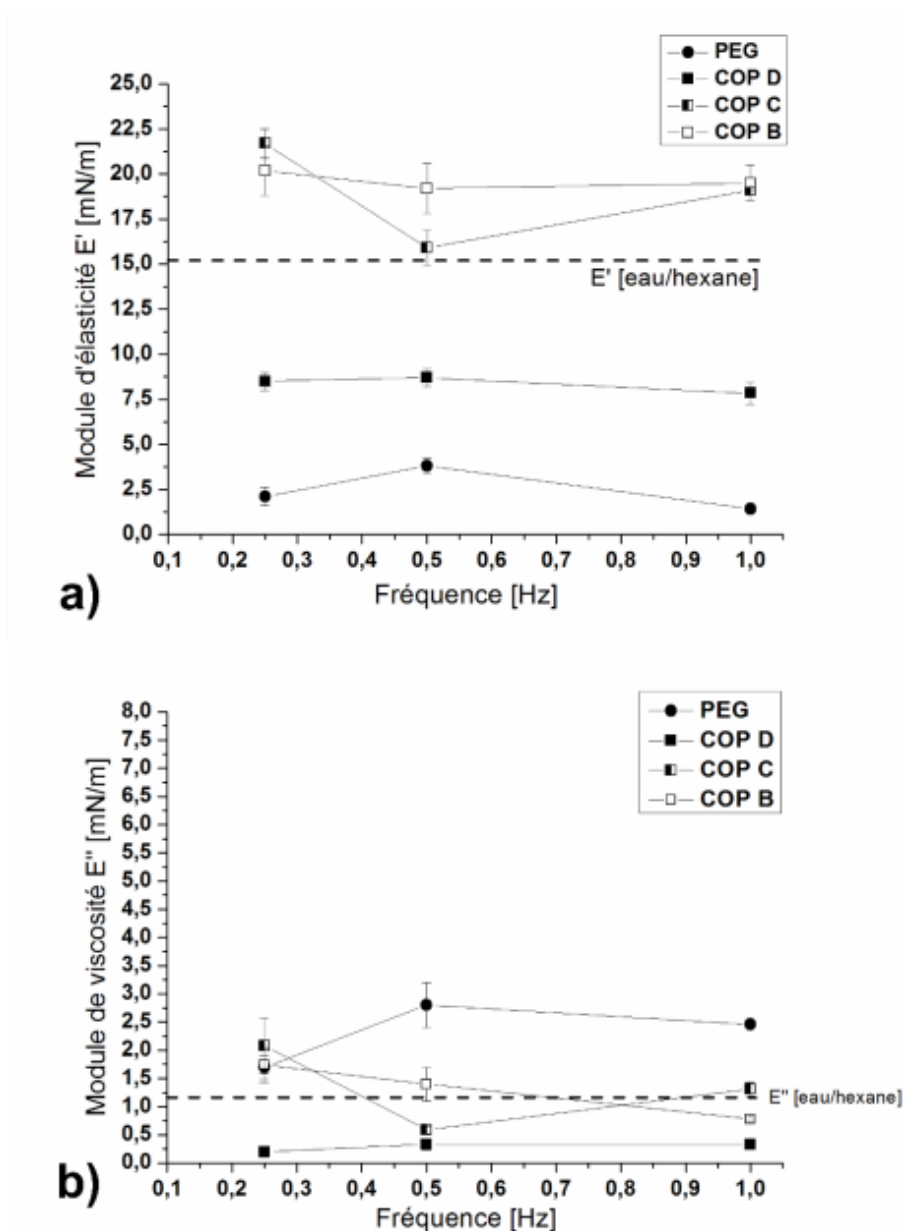 PEG
COP D
COP C
COP B
25,0
22,5
20,0
17,5
15,0
12,5
10,0
7,5
5,0
2,5
0,0
Module d'élasticité E' [mN/m]
E' [eau/hexane]
0,1 0,2 0,3 0,4 0,5 0,6 0,7 0,8 0,9 1,0
Fréquence [Hz]
a)
PEG
COP D
COP C
COP B
8,0
7,5
7,0
6,5
6,0
5,5
5,0
4,5
4,0
3,5
3,0
2,5
2,0
1,5
1,0
0,5
0,0
Module de viscosité E'' [mN/m]
E'' [eau/hexane]
0,1 0,2 0,3 0,4 0,5 0,6 0,7 0,8 0,9 1,0
Fréquence [Hz]
b)